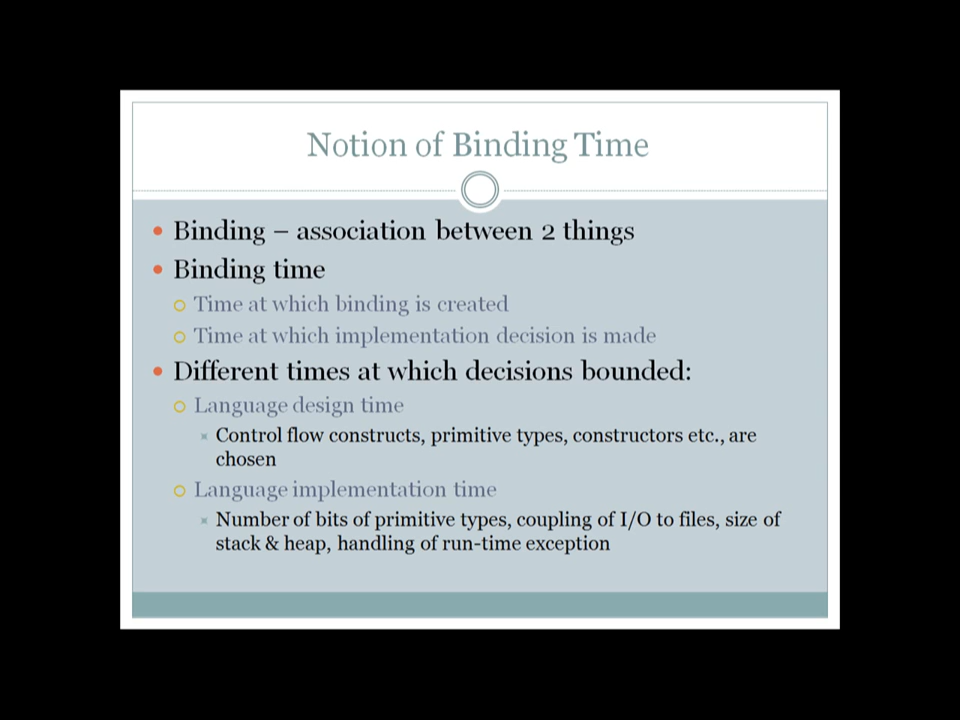 Notion of Binding Time
Binding – association between 2 things
Binding time
Time at which binding is created
Time at which implementation decision is made
Different times at which decisions bounded:
Language design time
Control flow constructs, primitive types, constructors etc., are
chosen
Language implementation time
Number of bits of primitive types, coupling of I/O to files, size of
stack & heap, handling of run-time exception